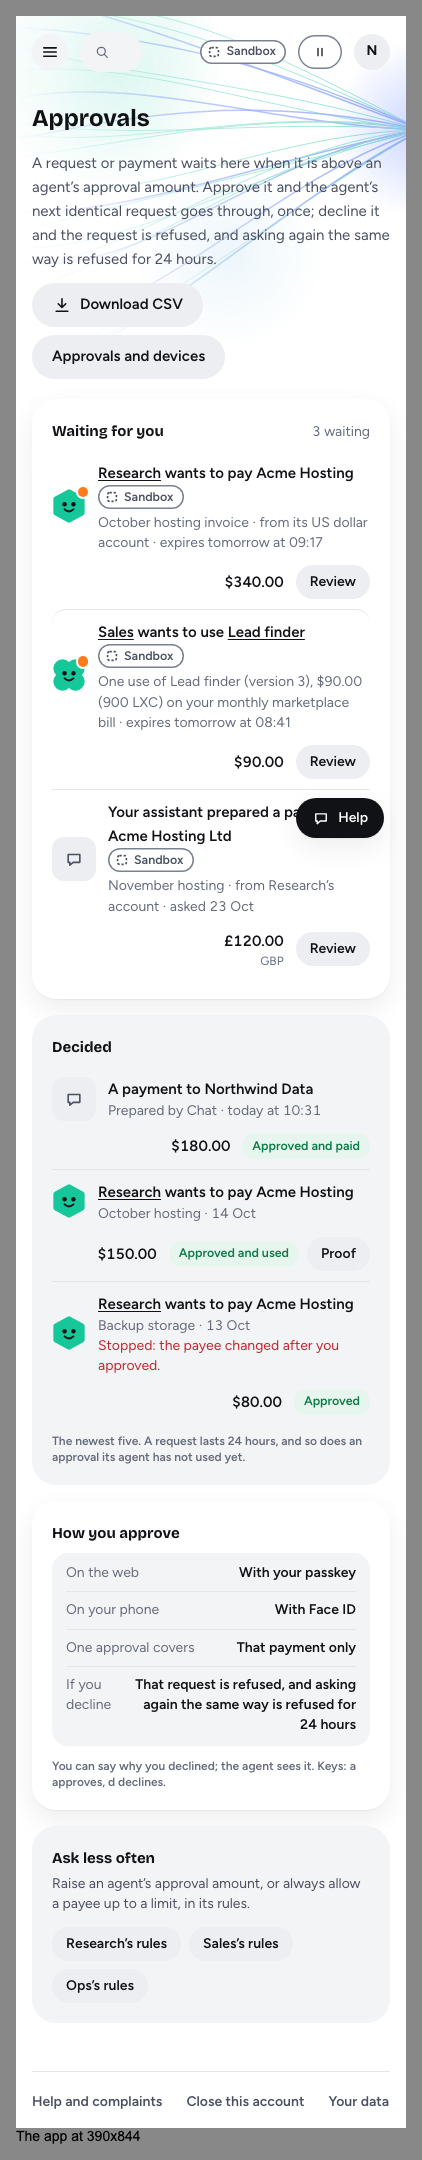 Sandbox
N
Approvals
A request or payment waits here when it is above an
agent's approval amount. Approve it and the agent's
next identical request goes through, once; decline it
and the request is refused, and asking again the same
way is refused for 24 hours.
Download CSV
Approvals and devices
Waiting for you
3 waiting
Research wants to pay Acme Hosting
Sandbox
October hosting invoice · from its US dollar
account · expires tomorrow at 09:17
$340.00
Review
Sales wants to use Lead finder
Sandbox
One use of Lead finder (version 3), $90.00
(900 LXC) on your monthly marketplace
bill · expires tomorrow at 08:41
$90.00
Review
Your assistant prepared a
Help
Acme Hosting Ltd
Sandbox
November hosting · from Research's
account · asked 23 Oct
£120.00
GBP
Review
Decided
A payment to Northwind Data
Prepared by Chat · today at 10:31
$180.00
Approved and paid
Research wants to pay Acme Hosting
October hosting · 14 Oct
$150.00
Approved and used
Proof
Research wants to pay Acme Hosting
Backup storage · 13 Oct
Stopped: the payee changed after you
approved.
$80.00
Approved
The newest five. A request lasts 24 hours, and so does an
approval its agent has not used yet.
How you approve
On the web
With your passkey
On your phone
With Face ID
One approval covers
That payment only
If you
decline
That request is refused, and asking
again the same way is refused for
24 hours
You can say why you declined; the agent sees it. Keys: a
approves, d declines.
Ask less often
Raise an agent's approval amount, or always allow
a payee up to a limit, in its rules.
Research's rules
Sales's rules
Ops's rules
Help and complaints
Close this account
Your data
The app at 390x844